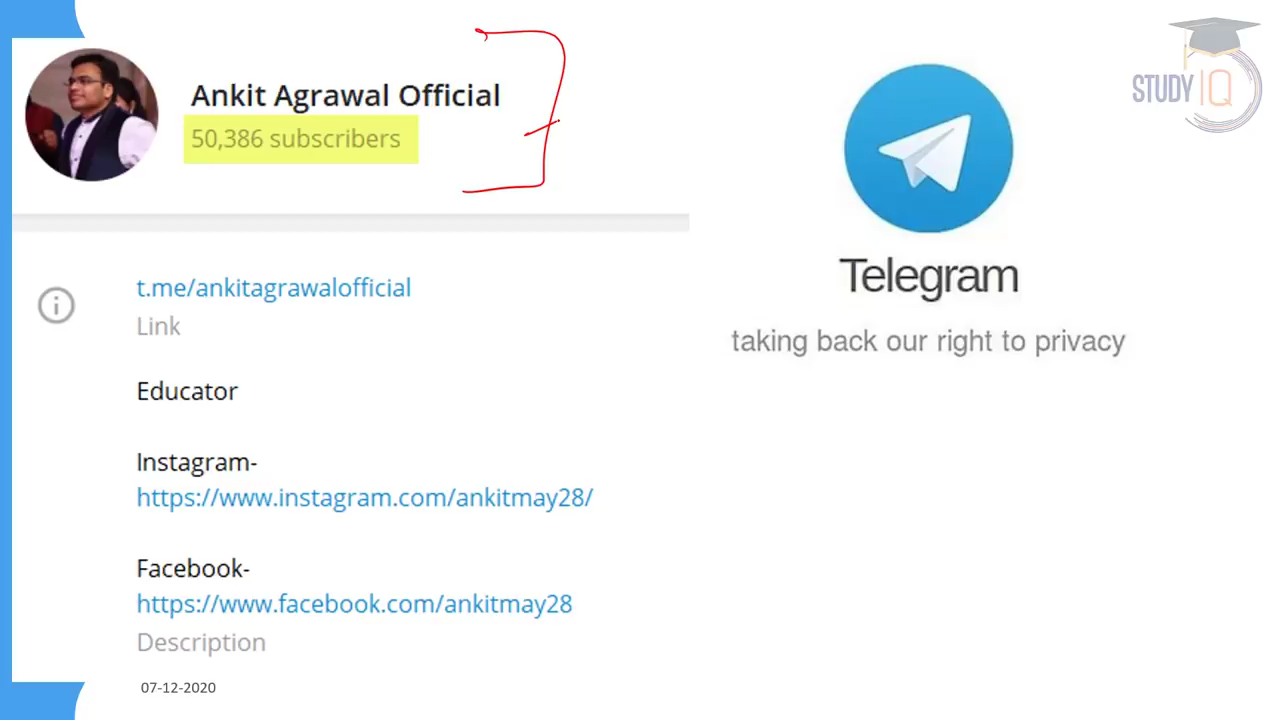 Ankit Agrawal Official
50,386 subscribers
t.me/ankitagrawalofficial
Link
Educator
Instagram-
https://www.instagram.com/ankitmay28/
Facebook-
https://www.facebook.com/ankitmay28
Description
07-12-2020
STUDY IQ
Telegram
taking back our right to privacy